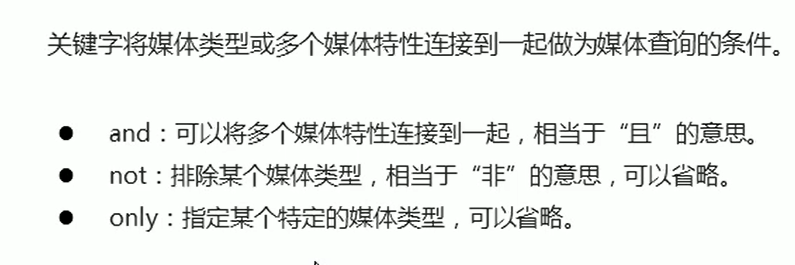 关键字将媒体类型或多个媒体特性连接到一起做为媒体查询的条件。
● and：可以将多个媒体特性连接到一起，相当于“且”的意思。
● not：排除某个媒体类型，相当于“非”的意思，可以省略。
● only：指定某个特定的媒体类型，可以省略。